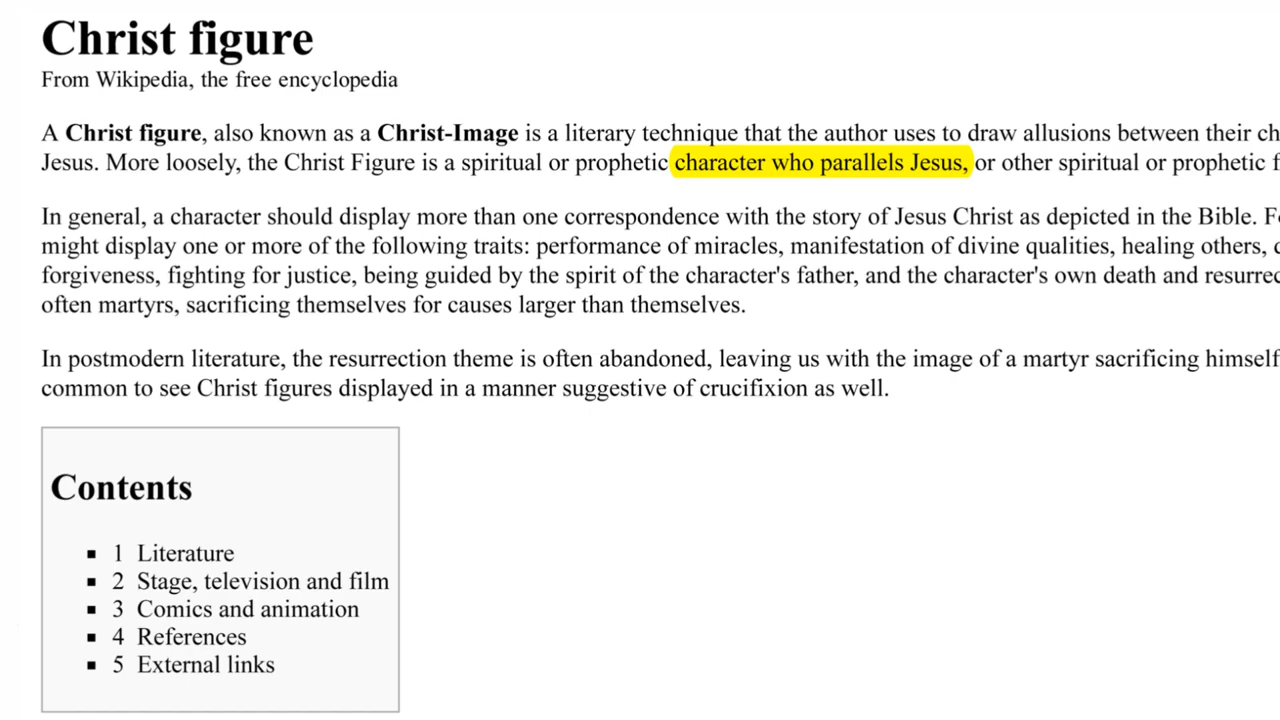 Christ figure
From Wikipedia, the free encyclopedia
A Christ figure, also known as a Christ-Image is a literary technique that the author uses to draw allusions between their ch
Jesus. More loosely, the Christ Figure is a spiritual or prophetic character who parallels Jesus, or other spiritual or prophetic f
In general, a character should display more than one correspondence with the story of Jesus Christ as depicted in the Bible. F
might display one or more of the following traits: performance of miracles, manifestation of divine qualities, healing others,
forgiveness, fighting for justice, being guided by the spirit of the character's father, and the character's own death and resurrec
often martyrs, sacrificing themselves for causes larger than themselves.
In postmodern literature, the resurrection theme is often abandoned, leaving us with the image of a martyr sacrificing himself
common to see Christ figures displayed in a manner suggestive of crucifixion as well.
Contents
■ 1 Literature
■ 2 Stage, television and film
■ 3 Comics and animation
■ 4 References
■ 5 External links